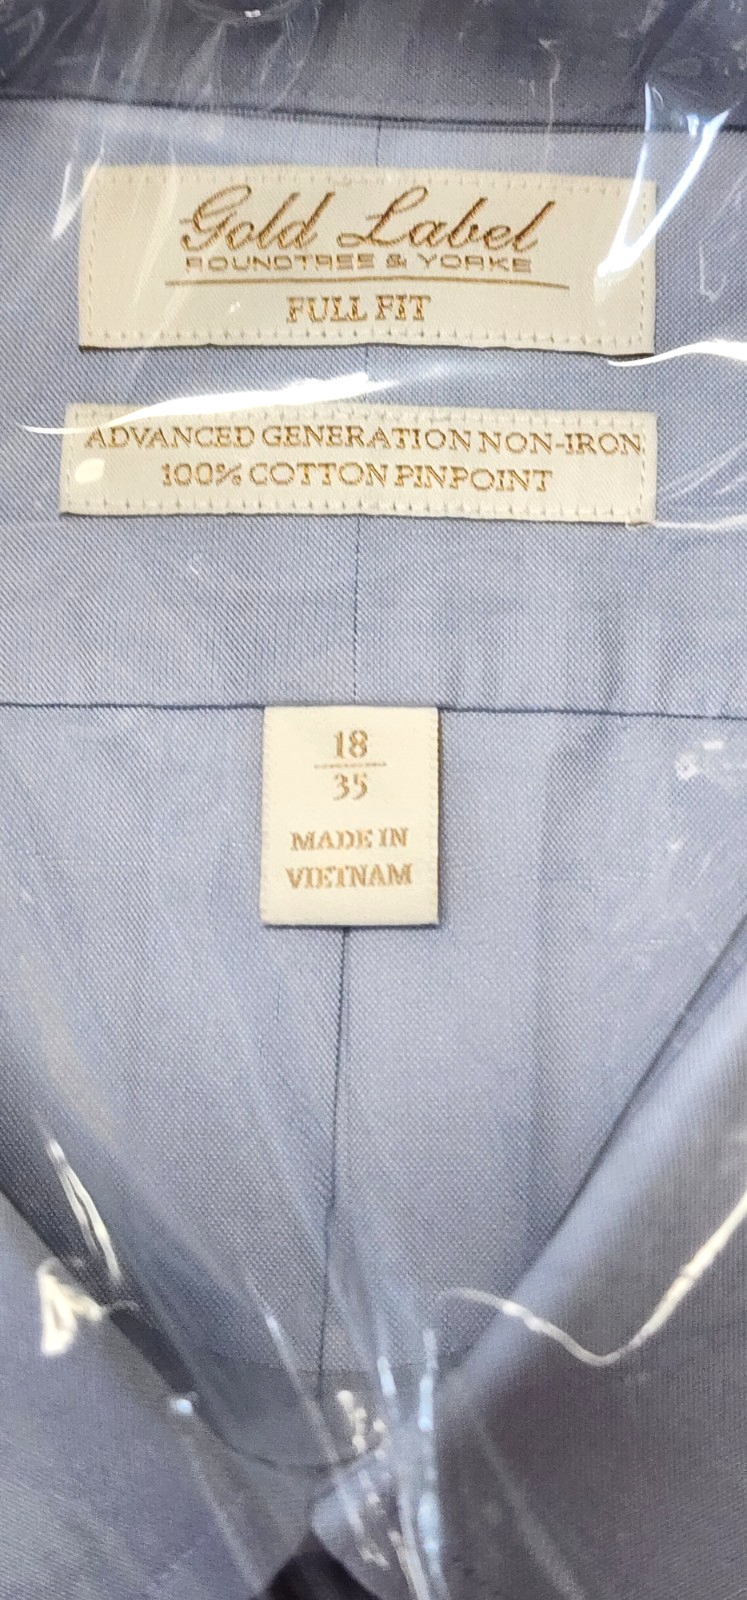 Gold Label
ROUNDTREE & YORKE
FULL FIT
ADVANCED GENERATION NON-IRON
100% COTTON PINPOINT
18
35
MADE IN
VIETNAM